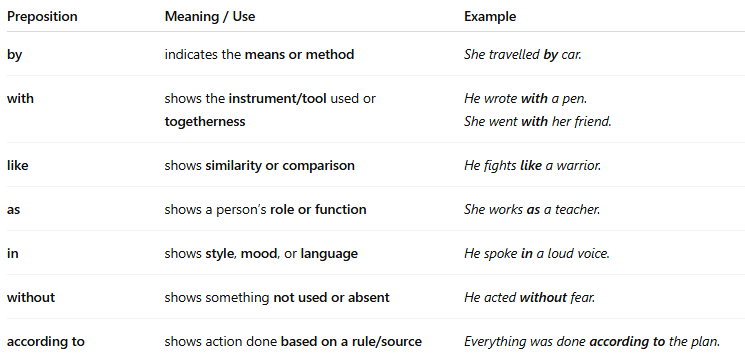 Preposition Meaning / Use Example
by indicates the means or method She travelled by car.
with shows the instrument/tool used or togetherness He wrote with a pen.
She went with her friend.
like shows similarity or comparison He fights like a warrior.
as shows a person's role or function She works as a teacher.
in shows style, mood, or language He spoke in a loud voice.
without shows something not used or absent He acted without fear.
according to shows action done based on a rule/source Everything was done according to the plan.